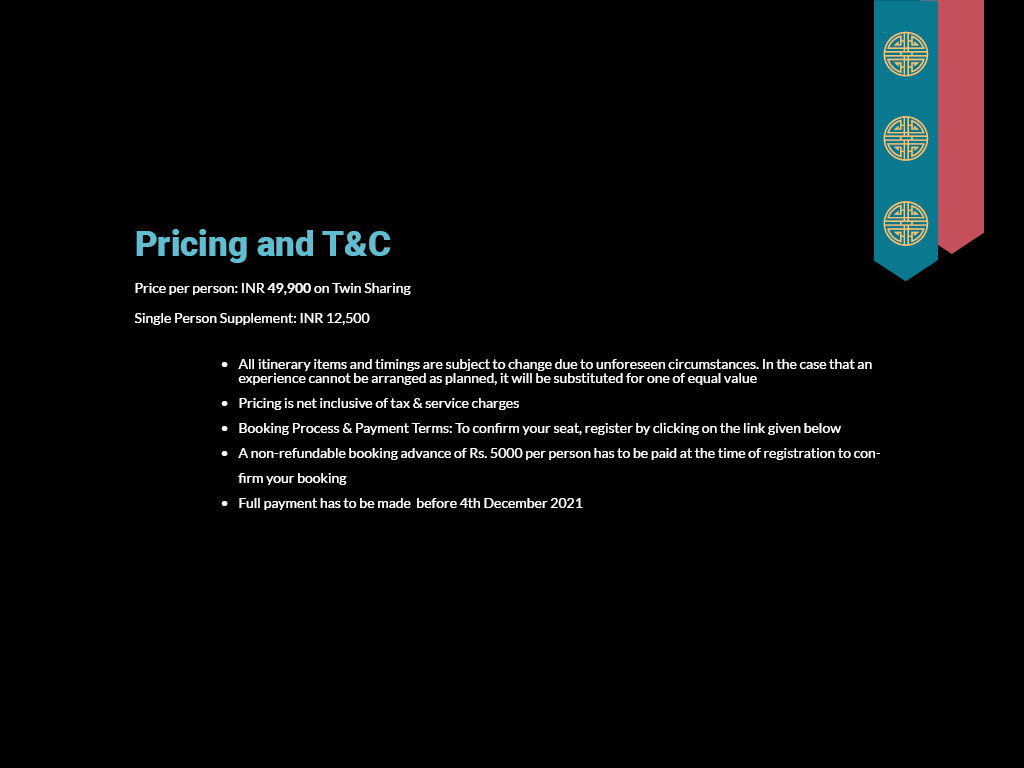 Pricing and T&C
Price per person: INR 49,900 on Twin Sharing
Single Person Supplement: INR 12,500
• All itinerary items and timings are subject to change due to unforeseen circumstances. In the case that an
experience cannot be arranged as planned, it will be substituted for one of equal value
• Pricing is net inclusive of tax & service charges
• Booking Process & Payment Terms: To confirm your seat, register by clicking on the link given below
• A non-refundable booking advance of Rs. 5000 per person has to be paid at the time of registration to con-
firm your booking
• Full payment has to be made  before 4th December 2021